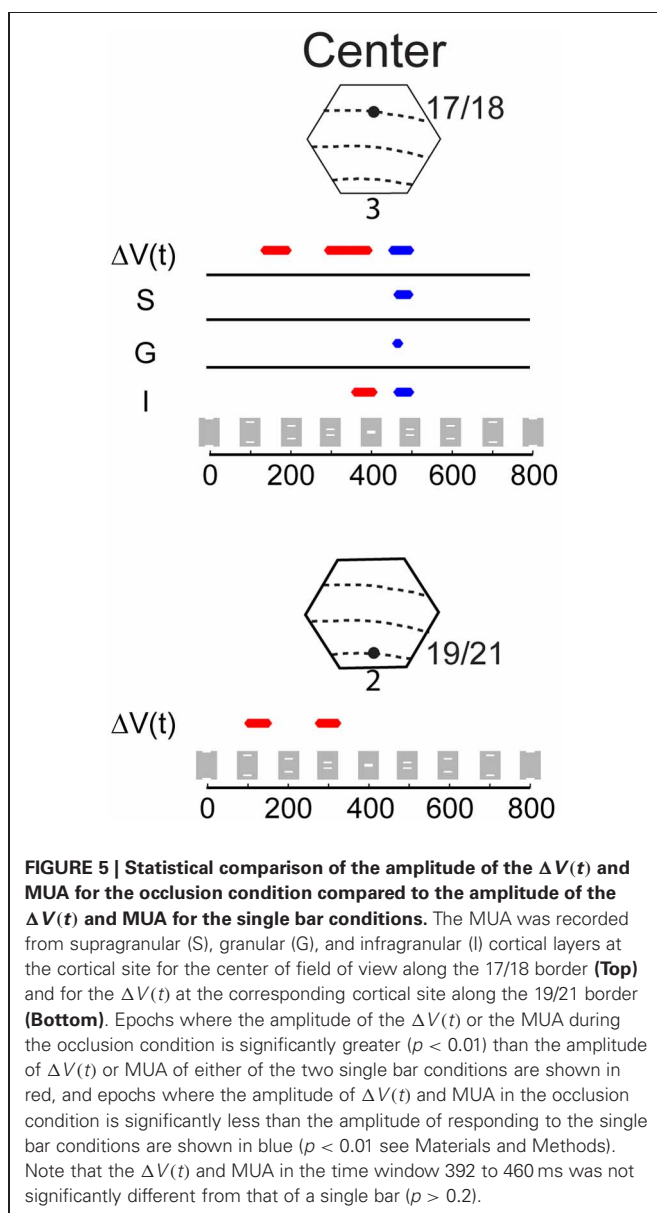 Center
17/18
3
ΔV(t)
S
G
I
0 200 400 600 800
19/21
2
ΔV(t)
0 200 400 600 800
FIGURE 5 | Statistical comparison of the amplitude of the ΔV(t) and
MUA for the occlusion condition compared to the amplitude of the
ΔV(t) and MUA for the single bar conditions. The MUA was recorded
from supragranular (S), granular (G), and infragranular (I) cortical layers at
the cortical site for the center of field of view along the 17/18 border (Top)
and for the ΔV(t) at the corresponding cortical site along the 19/21 border
(Bottom). Epochs where the amplitude of the ΔV(t) or the MUA during
the occlusion condition is significantly greater (p < 0.01) than the amplitude
of ΔV(t) or MUA of either of the two single bar conditions are shown in
red, and epochs where the amplitude of ΔV(t) and MUA in the occlusion
condition is significantly less than the amplitude of responding to the single
bar conditions are shown in blue (p < 0.01 see Materials and Methods).
Note that the ΔV(t) and MUA in the time window 392 to 460 ms was not
significantly different from that of a single bar (p > 0.2).